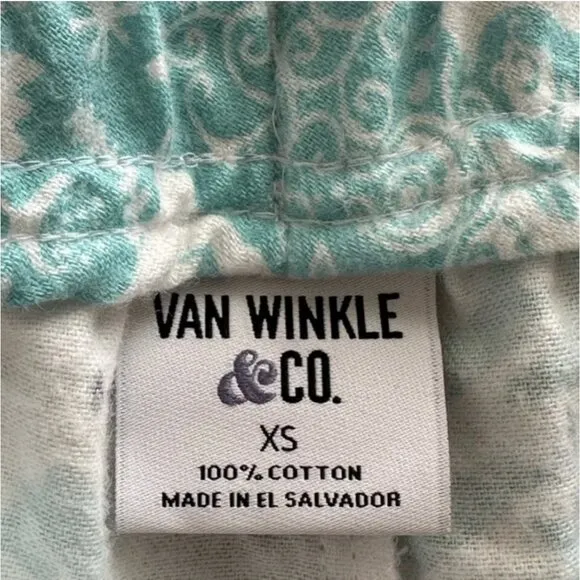 VAN WINKLE
&CO.
XS
100% COTTON
MADE IN EL SALVADOR